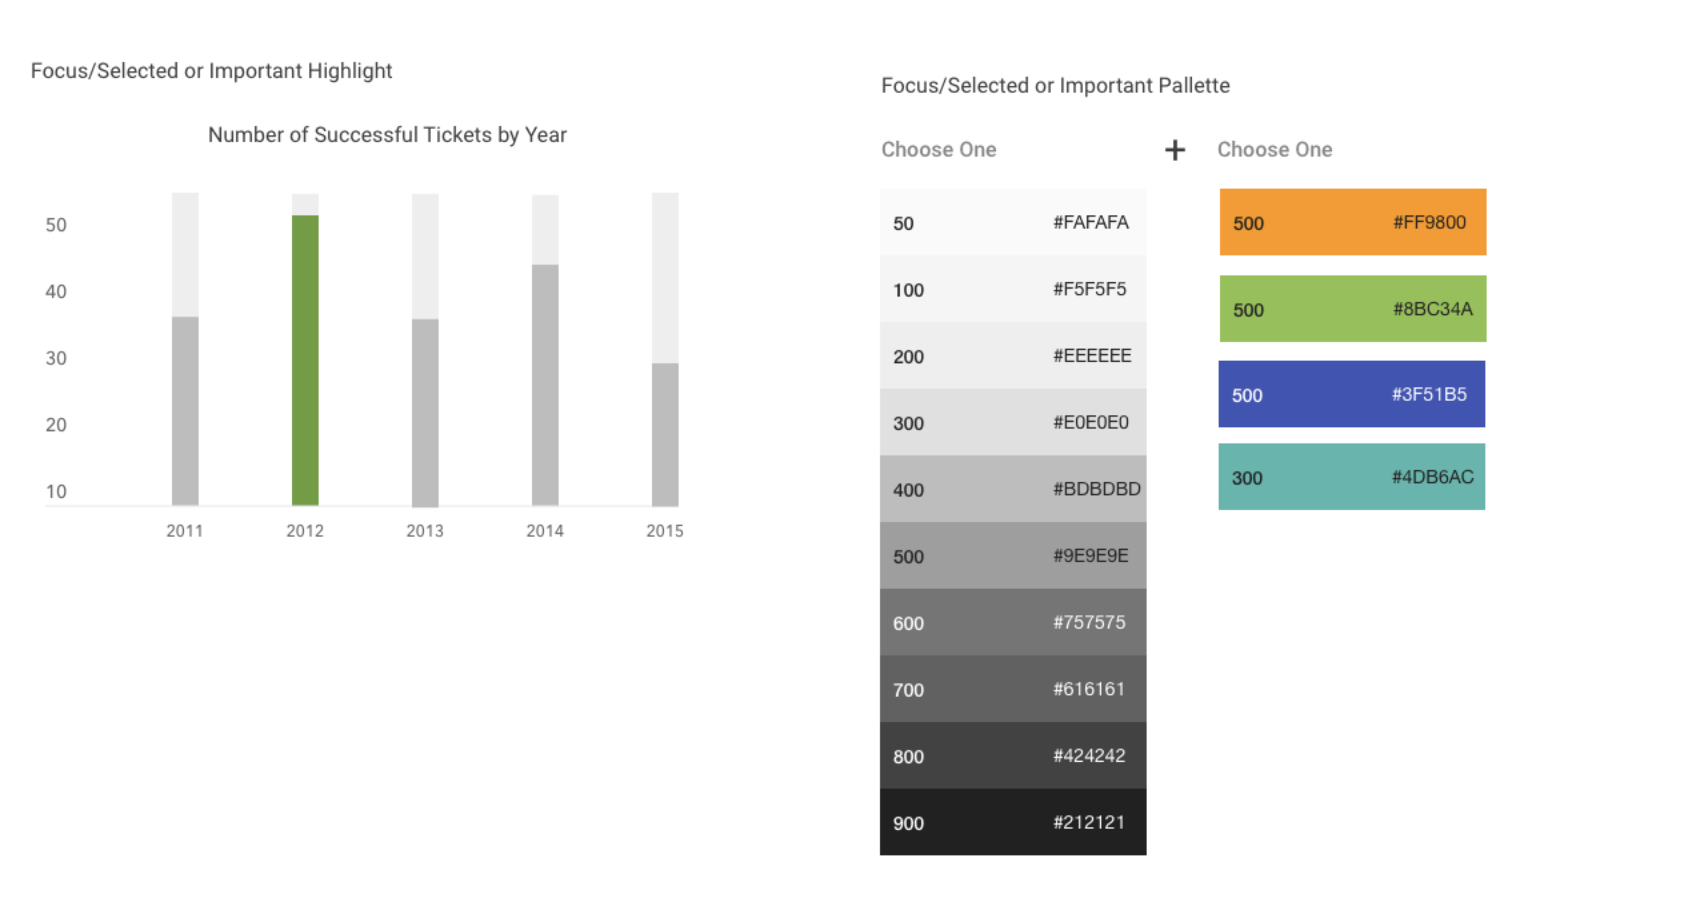 Focus/Selected or Important Highlight
Number of Successful Tickets by Year
50
40
30
20
10
2011 2012 2013 2014 2015
Focus/Selected or Important Pallette
Choose One + Choose One
50 #FAFAFA
100 #F5F5F5
200 #EEEEEE
300 #E0E0E0
400 #BDBDBD
500 #9E9E9E
600 #757575
700 #616161
800 #424242
900 #212121
500 #FF9800
500 #8BC34A
500 #3F51B5
300 #4DB6AC